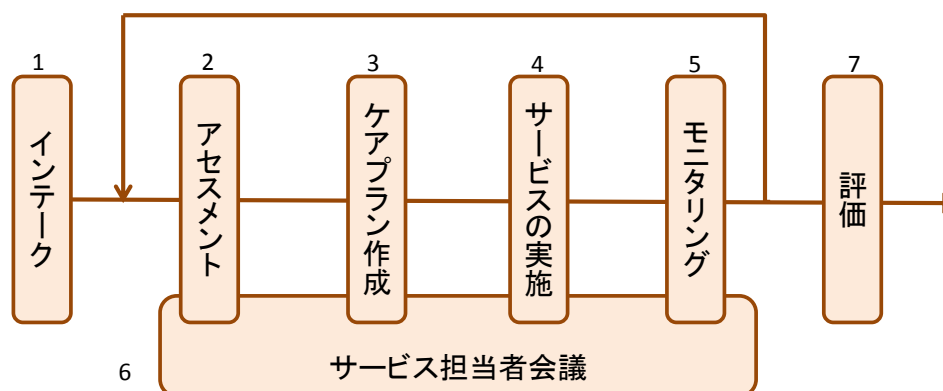 1
インテーク
2
アセスメント
3
ケアプラン作成
4
サービスの実施
5
モニタリング
7
評価
6
サービス担当者会議